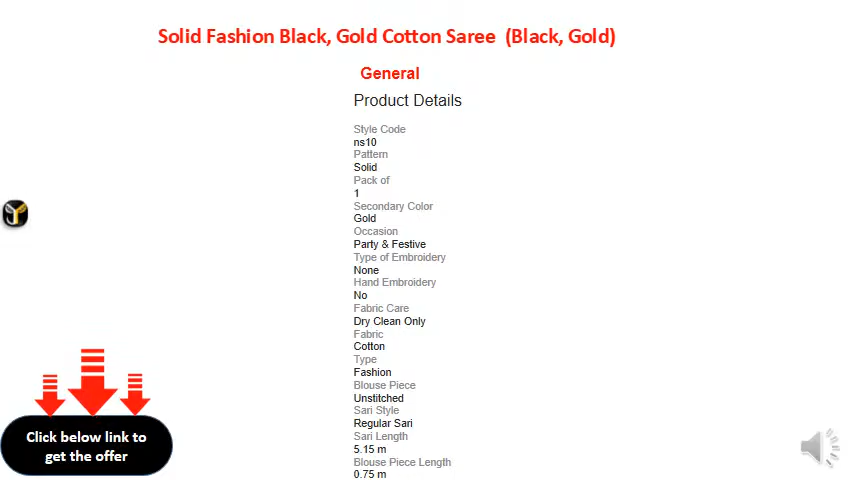 Solid Fashion Black, Gold Cotton Saree (Black, Gold)
General
Product Details
Style Code
ns10
Pattern
Solid
Pack of
1
Secondary Color
Gold
Occasion
Party & Festive
Type of Embroidery
None
Hand Embroidery
No
Fabric Care
Dry Clean Only
Fabric
Cotton
Type
Fashion
Blouse Piece
Unstitched
Sari Style
Regular Sari
Sari Length
5.15 m
Blouse Piece Length
0.75 m
Click below link to
get the offer